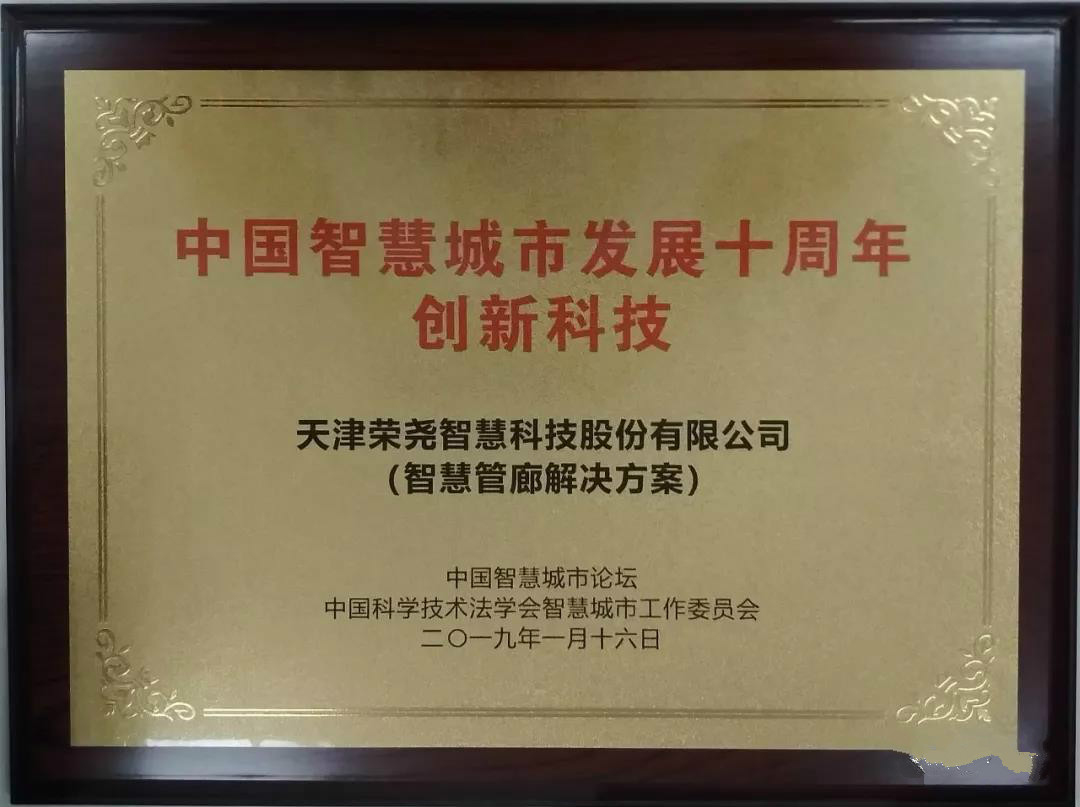 中国智慧城市发展十周年
创新科技
天津荣尧智慧科技股份有限公司
（智慧管廊解决方案）
中国智慧城市论坛
中国科学技术法学会智慧城市工作委员会
二〇一九年一月十六日